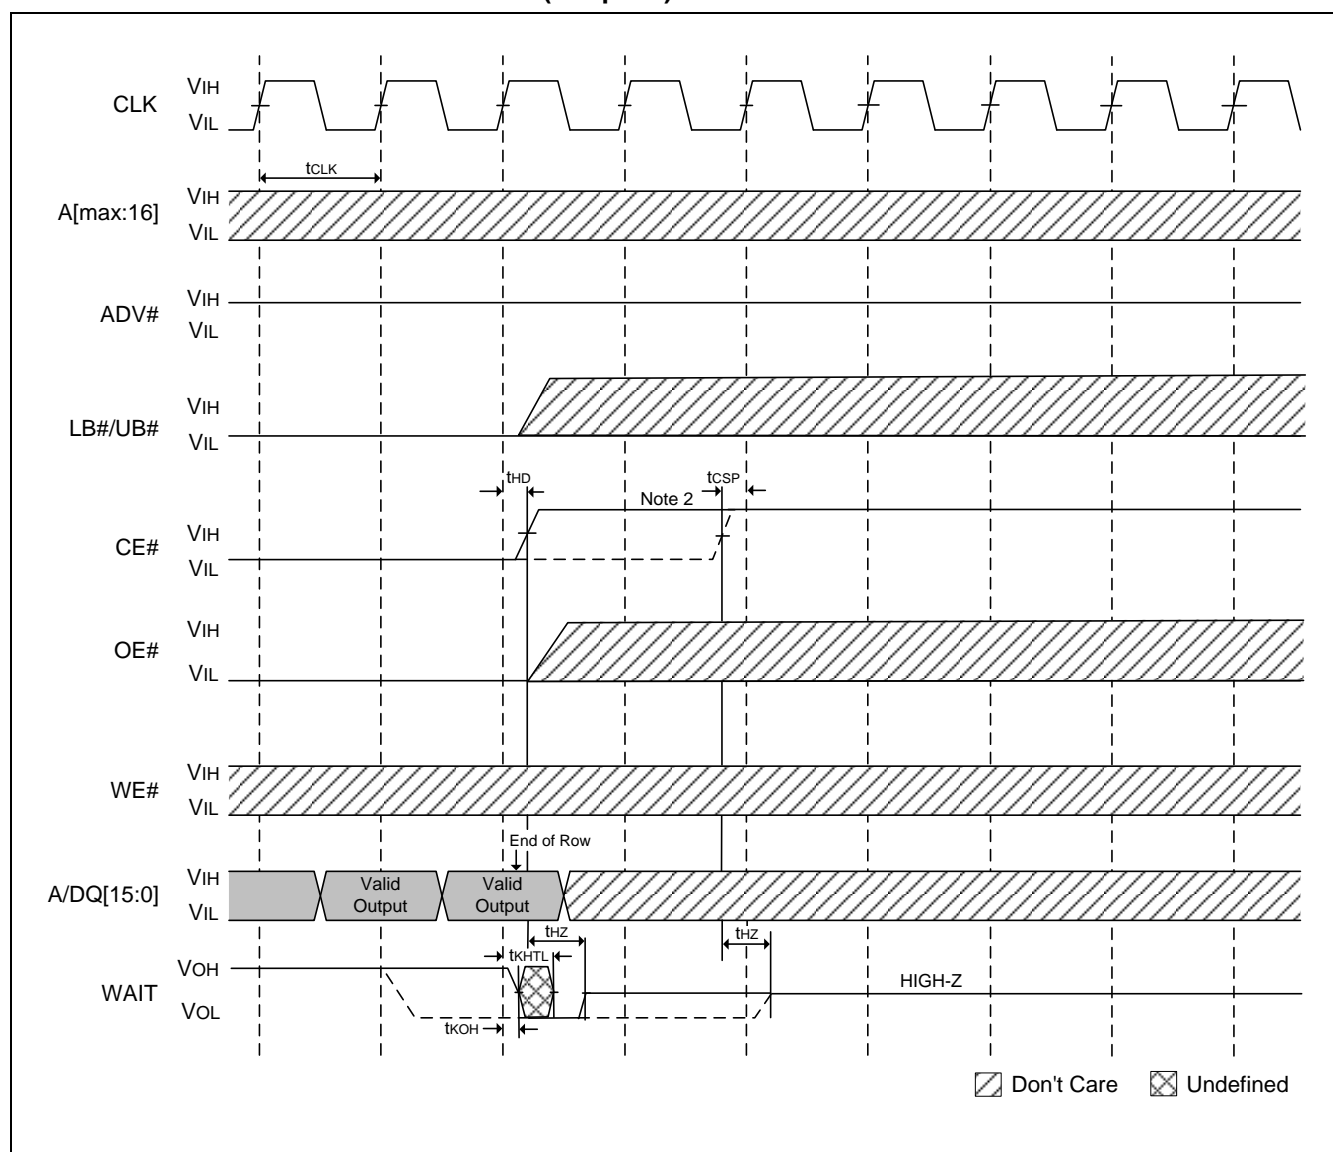 CLK
VIH
VIL
tCLK
A[max:16]
VIH
VIL
ADV#
VIH
VIL
LB#/UB#
VIH
VIL
tHD
tCSP
Note 2
CE#
VIH
VIL
OE#
VIH
VIL
WE#
VIH
VIL
End of Row
A/DQ[15:0]
VIH
VIL
Valid
Output
Valid
Output
tHZ
tHZ
tKHTL
WAIT
VOH
VOL
HIGH-Z
tKOH
Don't Care
Undefined